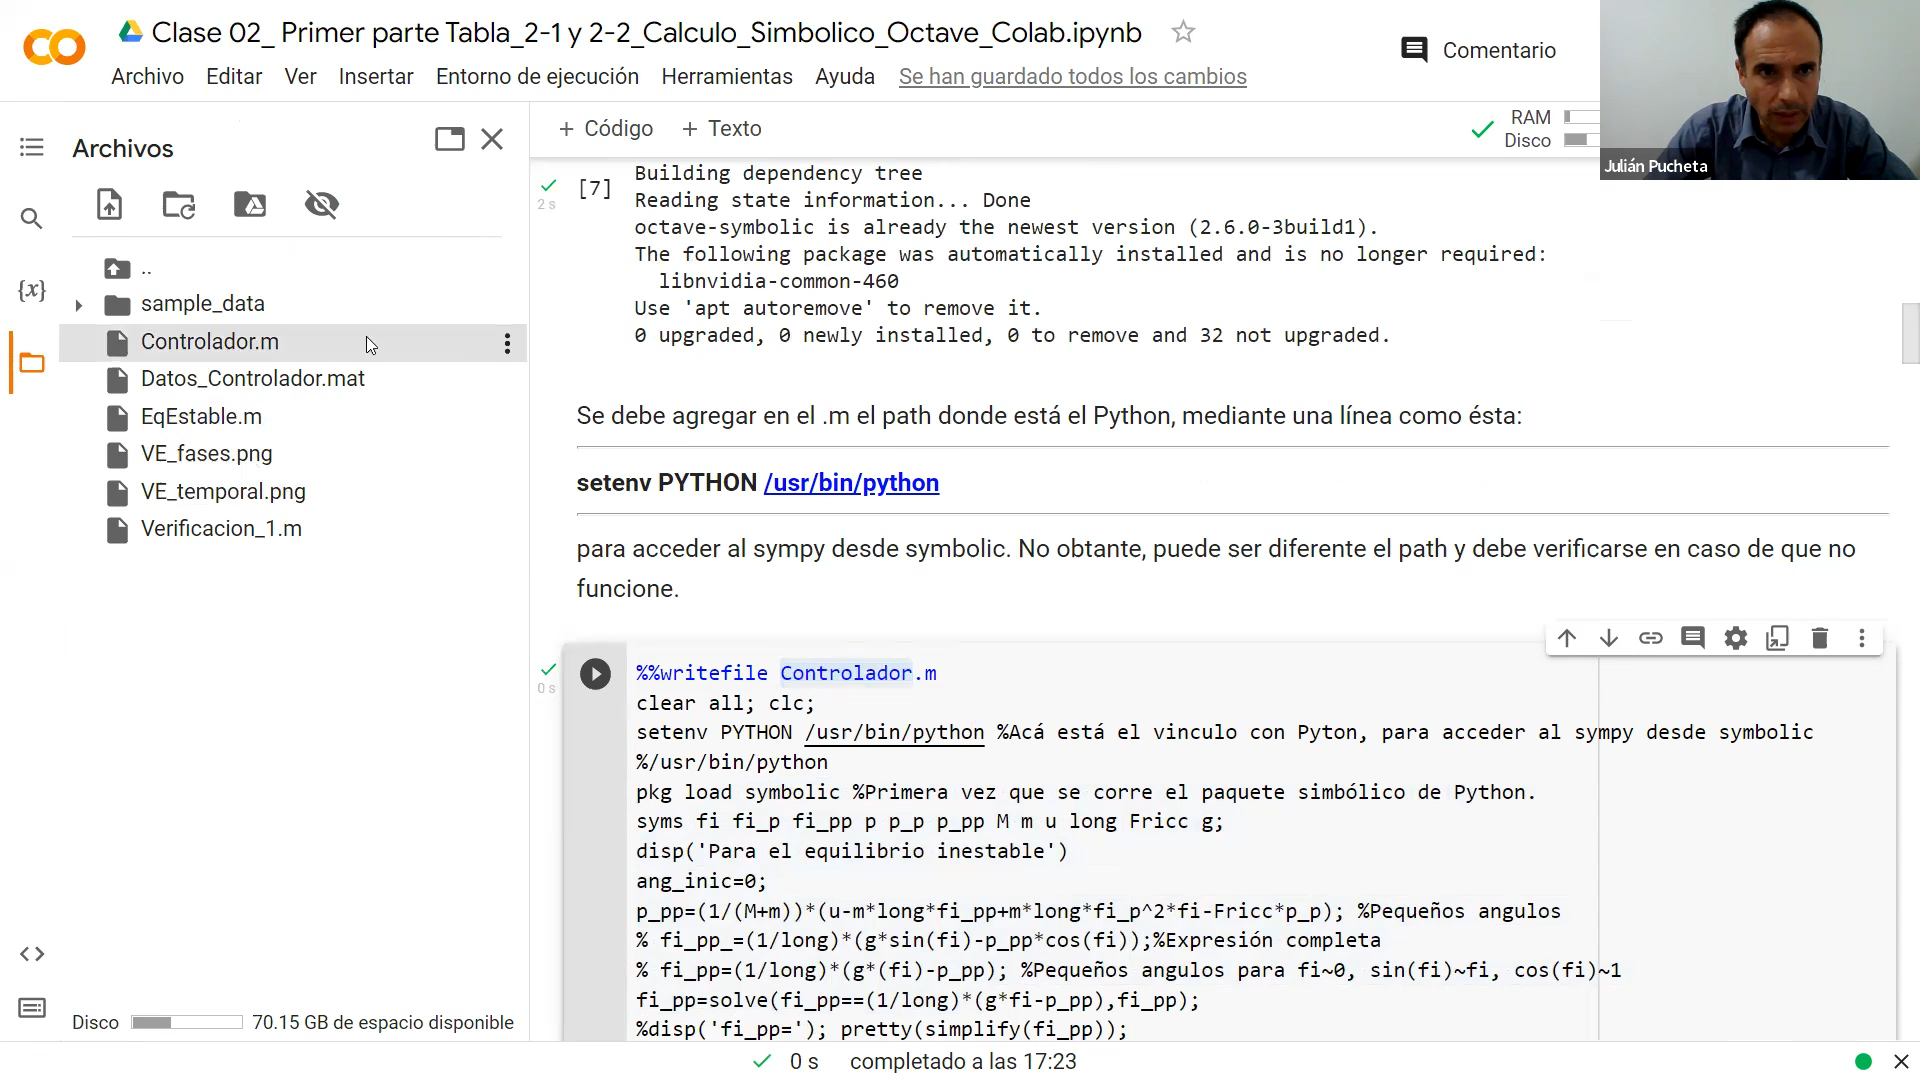 Clase 02_ Primer parte Tabla_2-1 y 2-2_Calculo_Simbolico_Octave_Colab.ipynb
Archivo Editar Ver Insertar Entorno de ejecución Herramientas Ayuda Se han guardado todos los cambios
Comentario
Julián Pucheta
Archivos
..
sample_data
Controlador.m
Datos_Controlador.mat
EqEstable.m
VE_fases.png
VE_temporal.png
Verificacion_1.m
{x}
Disco 70.15 GB de espacio disponible
+ Código + Texto
RAM
Disco
[7]
2 s
Building dependency tree
Reading state information... Done
octave-symbolic is already the newest version (2.6.0-3build1).
The following package was automatically installed and is no longer required:
libnvidia-common-460
Use 'apt autoremove' to remove it.
0 upgraded, 0 newly installed, 0 to remove and 32 not upgraded.
Se debe agregar en el .m el path donde está el Python, mediante una línea como ésta:
setenv PYTHON /usr/bin/python
para acceder al sympy desde symbolic. No obtante, puede ser diferente el path y debe verificarse en caso de que no
funcione.
0 s
%%writefile Controlador.m
clear all; clc;
setenv PYTHON /usr/bin/python %Acá está el vinculo con Pyton, para acceder al sympy desde symbolic
%/usr/bin/python
pkg load symbolic %Primera vez que se corre el paquete simbólico de Python.
syms fi fi_p fi_pp p p_p p_pp M m u long Fricc g;
disp('Para el equilibrio inestable')
ang_inic=0;
p_pp=(1/(M+m))*(u-m*long*fi_pp+m*long*fi_p^2*fi-Fricc*p_p); %Pequeños angulos
% fi_pp_=(1/long)*(g*sin(fi)-p_pp*cos(fi));%Expresión completa
% fi_pp=(1/long)*(g*(fi)-p_pp); %Pequeños angulos para fi~0, sin(fi)~fi, cos(fi)~1
fi_pp=solve(fi_pp==(1/long)*(g*fi-p_pp),fi_pp);
%disp('fi_pp='); pretty(simplify(fi_pp));
0 s completado a las 17:23